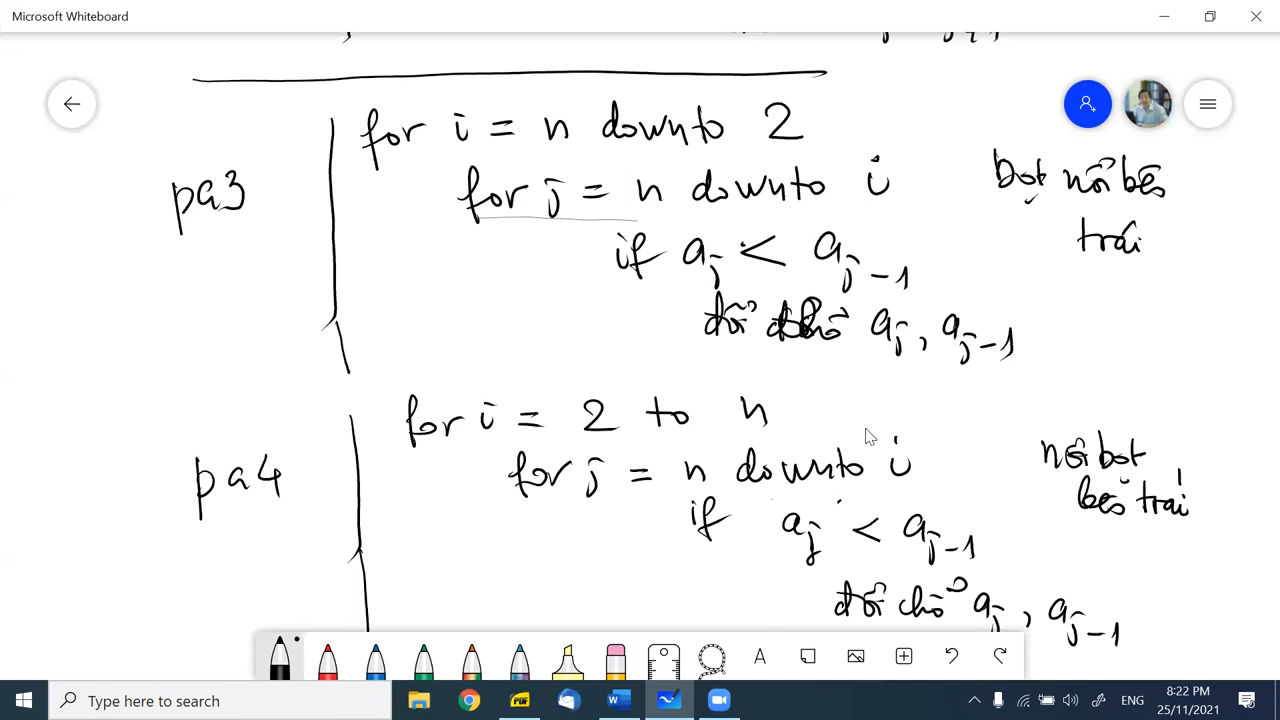 Microsoft Whiteboard
for i = n downto 2
pa3
for j = n downto i
bọt nổi bên
trái
if aj < aj-1
đổi chỗ aj, aj-1
for i = 2 to n
pa4
for j = n downto i
nổi bọt
bên trái
if aj < aj-1
đổi chỗ aj, aj-1
A
Type here to search
PDF
ENG
8:22 PM
25/11/2021